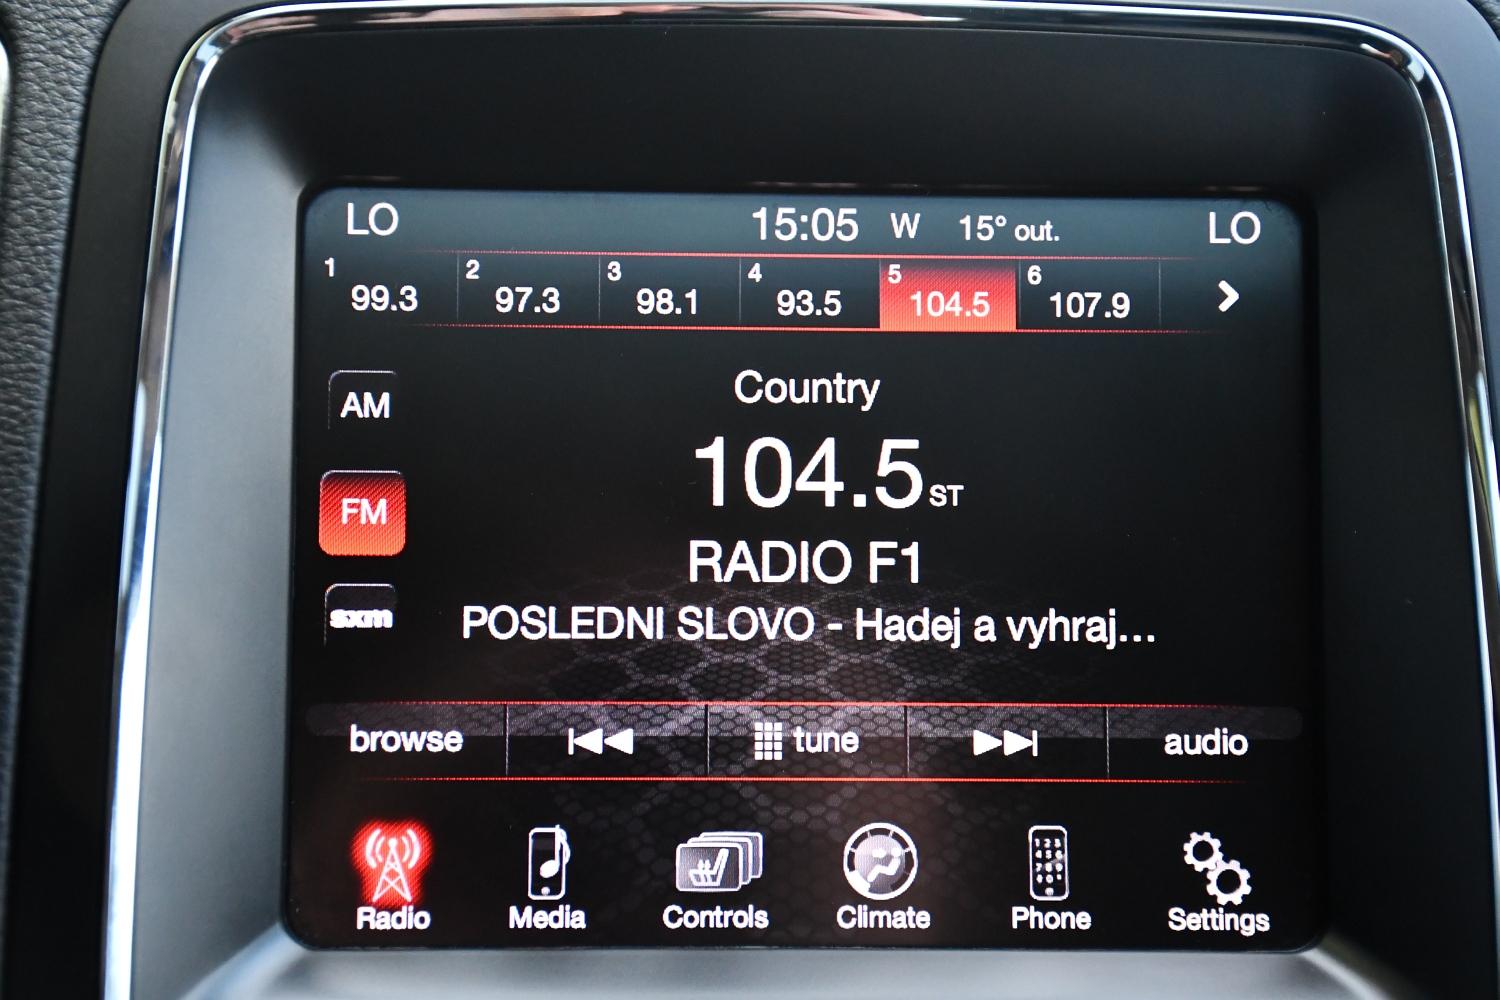 LO 15:05 W 15° out. LO
1 99.3 2 97.3 3 98.1 4 93.5 5 104.5 6 107.9
AM
Country
104.5 ST
FM
RADIO F1
sxm
POSLEDNI SLOVO - Hadej a vyhraj...
browse tune audio
Radio Media Controls Climate Phone Settings